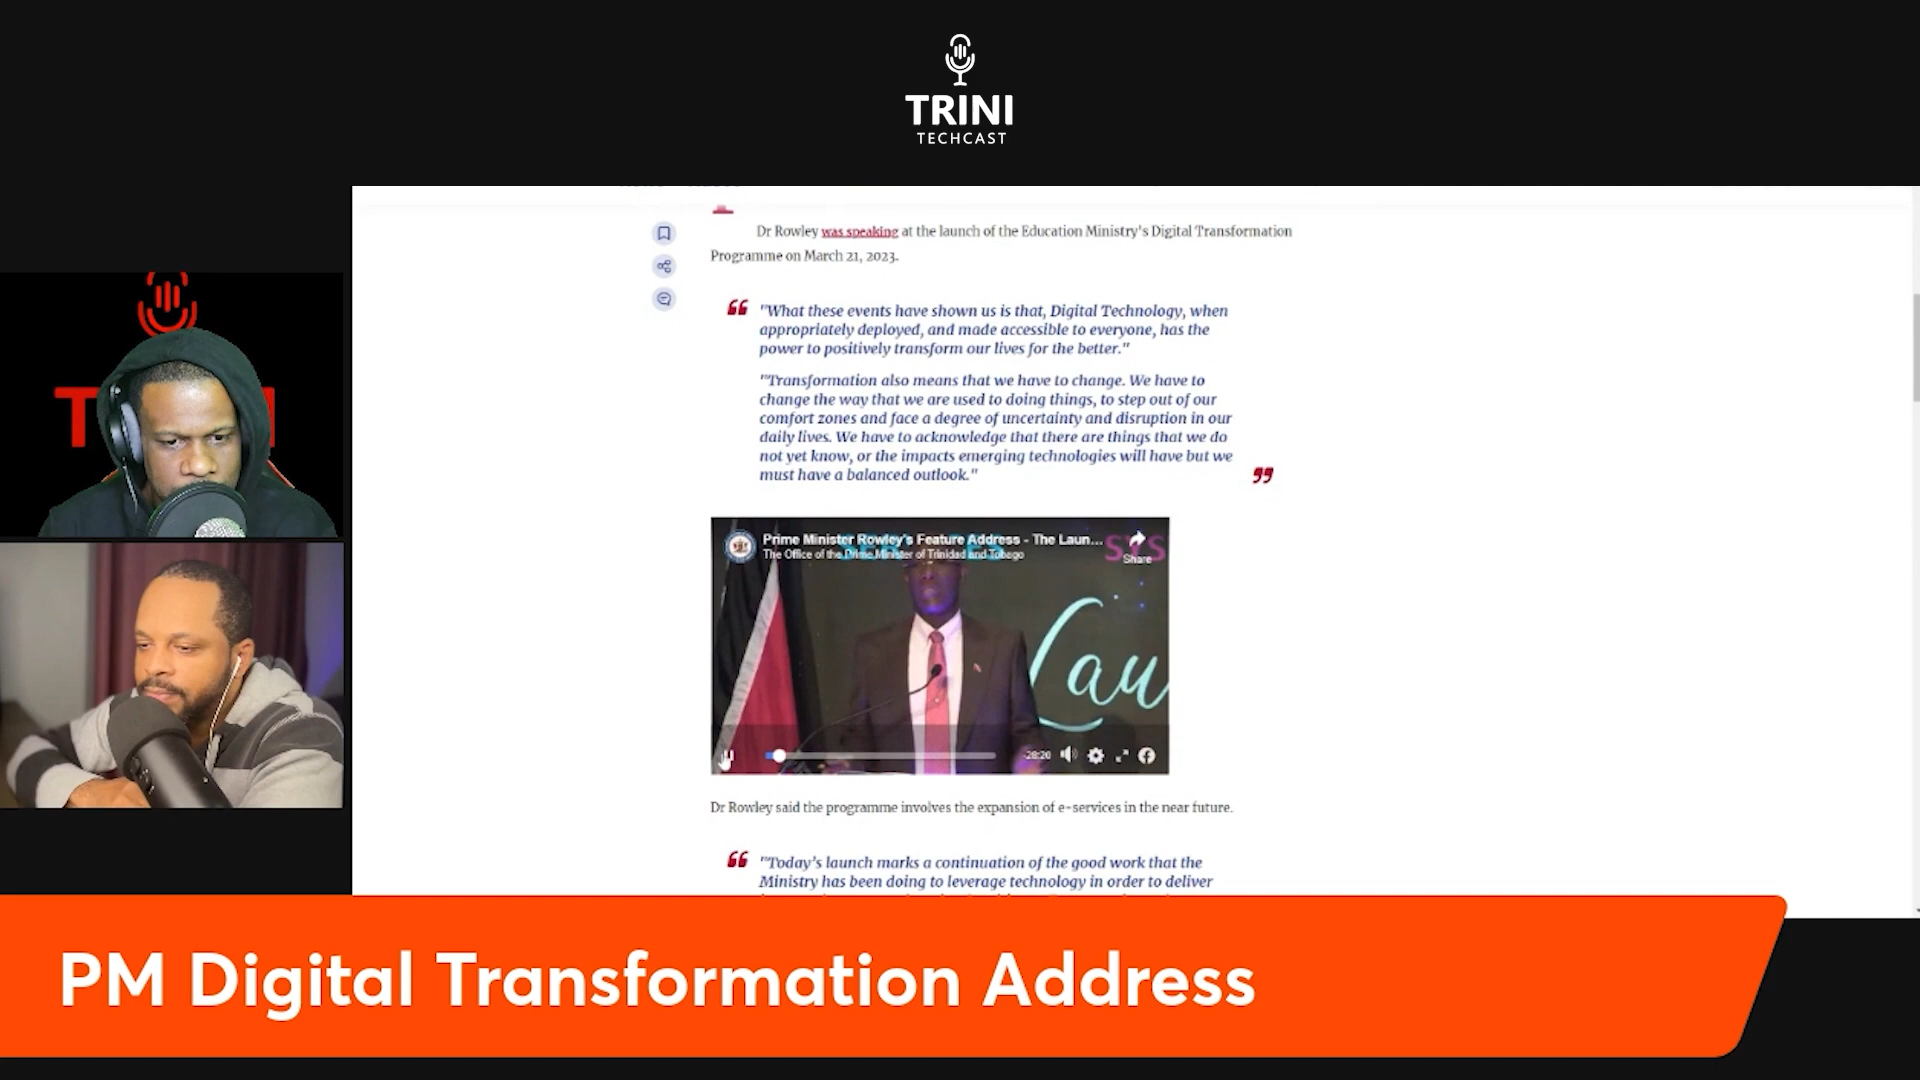 TRINI
TECHCAST
Dr Rowley was speaking at the launch of the Education Ministry's Digital Transformation
Programme on March 21, 2023.
"What these events have shown us is that, Digital Technology, when
appropriately deployed, and made accessible to everyone, has the
power to positively transform our lives for the better."
"Transformation also means that we have to change. We have to
change the way that we are used to doing things, to step out of our
comfort zones and face a degree of uncertainty and disruption in our
daily lives. We have to acknowledge that there are things that we do
not yet know, or the impacts emerging technologies will have but we
must have a balanced outlook."
Prime Minister Rowley's Feature Address - The Laun...
The Office of the Prime Minister of Trinidad and Tobago
Share
SYS
Lau
-28:20
Dr Rowley said the programme involves the expansion of e-services in the near future.
"Today's launch marks a continuation of the good work that the
Ministry has been doing to leverage technology in order to deliver
PM Digital Transformation Address